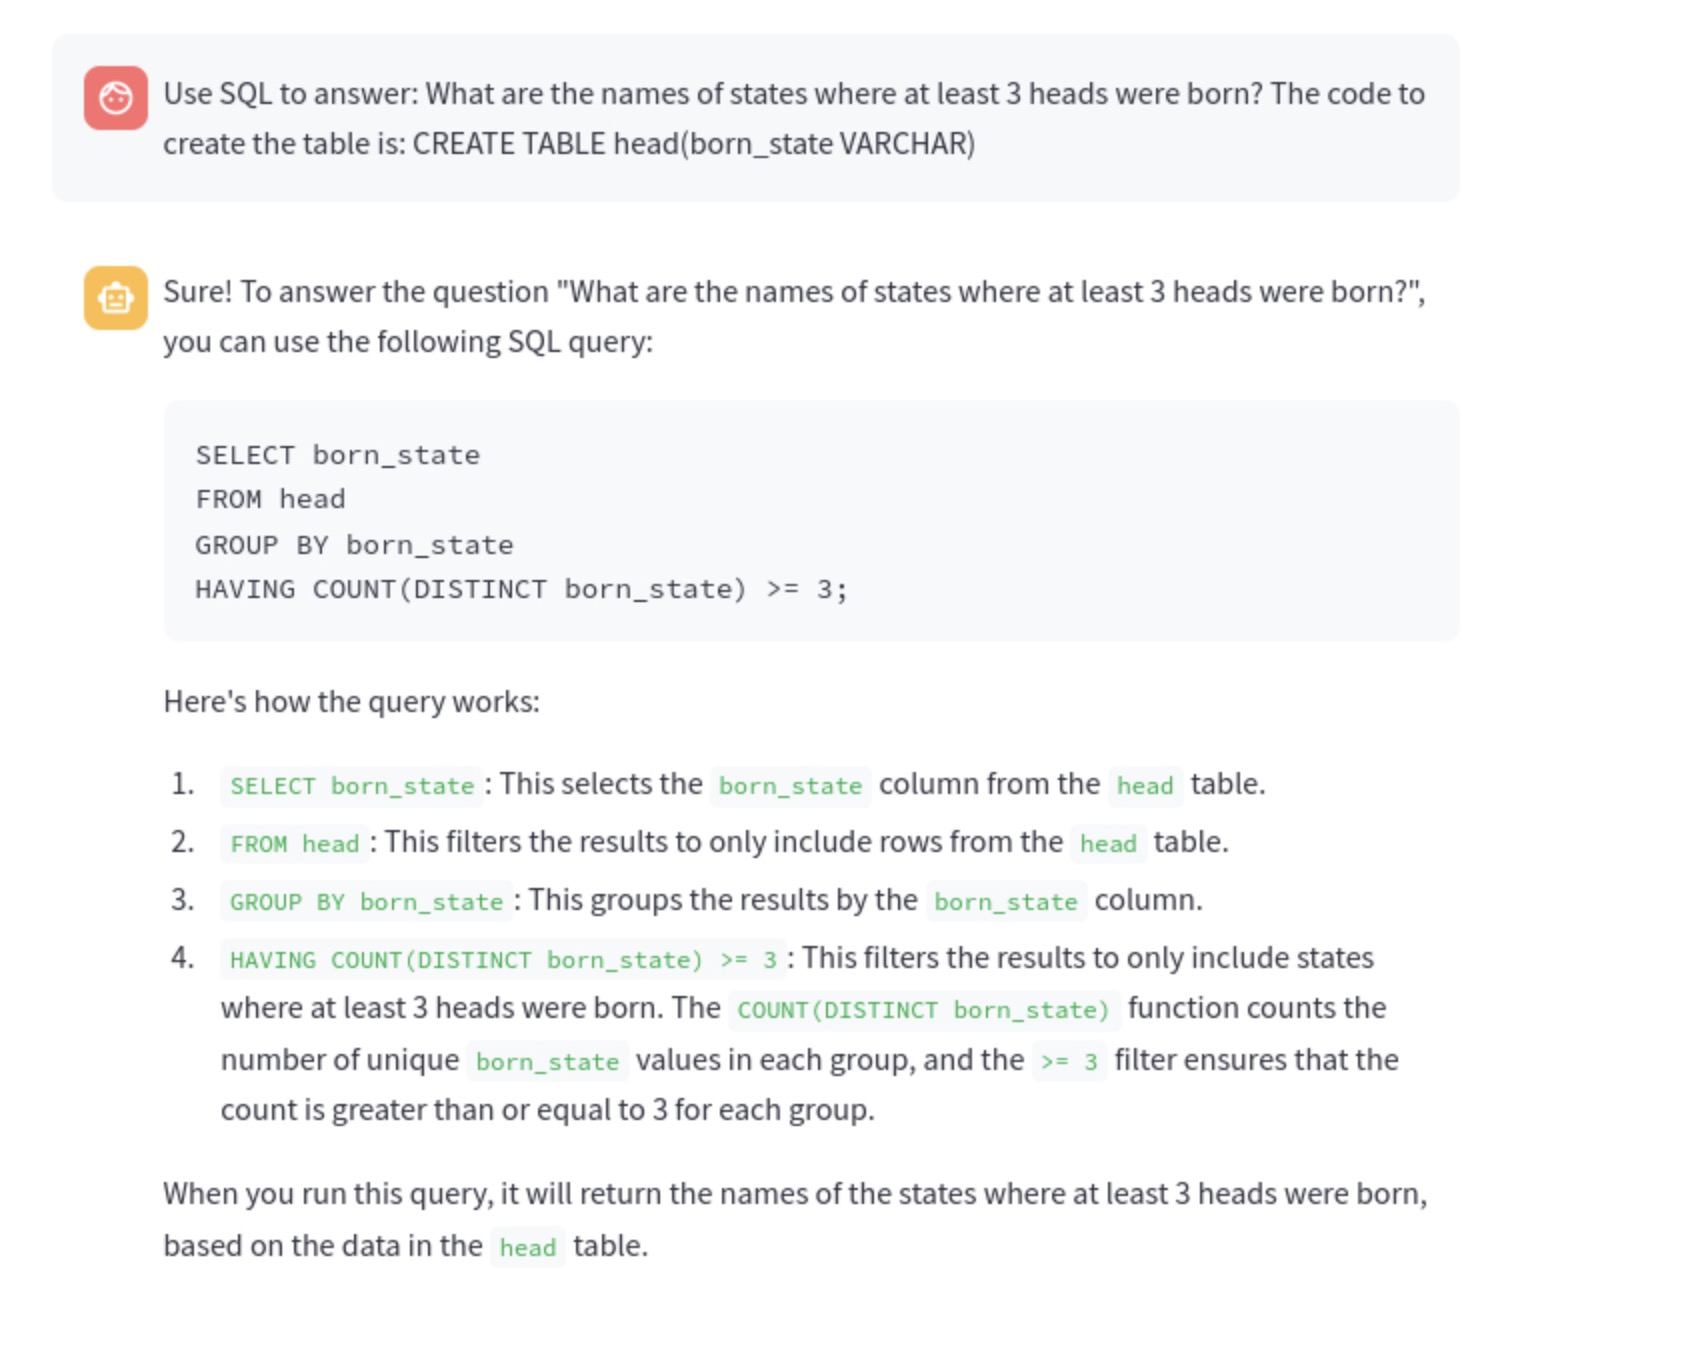 Use SQL to answer: What are the names of states where at least 3 heads were born? The code to
create the table is: CREATE TABLE head(born_state VARCHAR)
Sure! To answer the question "What are the names of states where at least 3 heads were born?",
you can use the following SQL query:
SELECT born_state
FROM head
GROUP BY born_state
HAVING COUNT(DISTINCT born_state) >= 3;
Here's how the query works:
1. SELECT born_state : This selects the born_state column from the head table.
2. FROM head : This filters the results to only include rows from the head table.
3. GROUP BY born_state : This groups the results by the born_state column.
4. HAVING COUNT(DISTINCT born_state) >= 3 : This filters the results to only include states
where at least 3 heads were born. The COUNT(DISTINCT born_state) function counts the
number of unique born_state values in each group, and the >= 3 filter ensures that the
count is greater than or equal to 3 for each group.
When you run this query, it will return the names of the states where at least 3 heads were born,
based on the data in the head table.